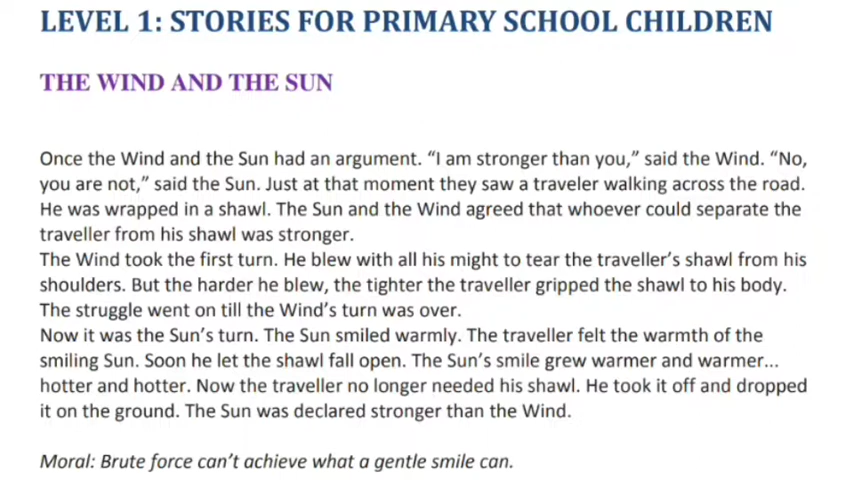 LEVEL 1: STORIES FOR PRIMARY SCHOOL CHILDREN
THE WIND AND THE SUN
Once the Wind and the Sun had an argument. “I am stronger than you,” said the Wind. “No,
you are not,” said the Sun. Just at that moment they saw a traveler walking across the road.
He was wrapped in a shawl. The Sun and the Wind agreed that whoever could separate the
traveller from his shawl was stronger.
The Wind took the first turn. He blew with all his might to tear the traveller’s shawl from his
shoulders. But the harder he blew, the tighter the traveller gripped the shawl to his body.
The struggle went on till the Wind’s turn was over.
Now it was the Sun’s turn. The Sun smiled warmly. The traveller felt the warmth of the
smiling Sun. Soon he let the shawl fall open. The Sun’s smile grew warmer and warmer...
hotter and hotter. Now the traveller no longer needed his shawl. He took it off and dropped
it on the ground. The Sun was declared stronger than the Wind.
Moral: Brute force can’t achieve what a gentle smile can.